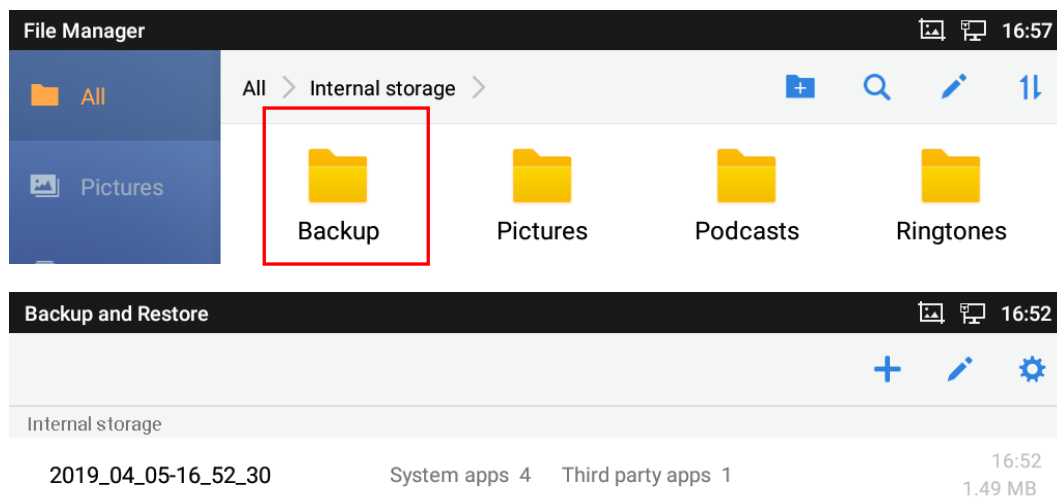 File Manager 16:57
All All Internal storage
Pictures
Backup Pictures Podcasts Ringtones
Backup and Restore 16:52
Internal storage
2019_04_05-16_52_30 System apps 4 Third party apps 1 16:52
1.49 MB